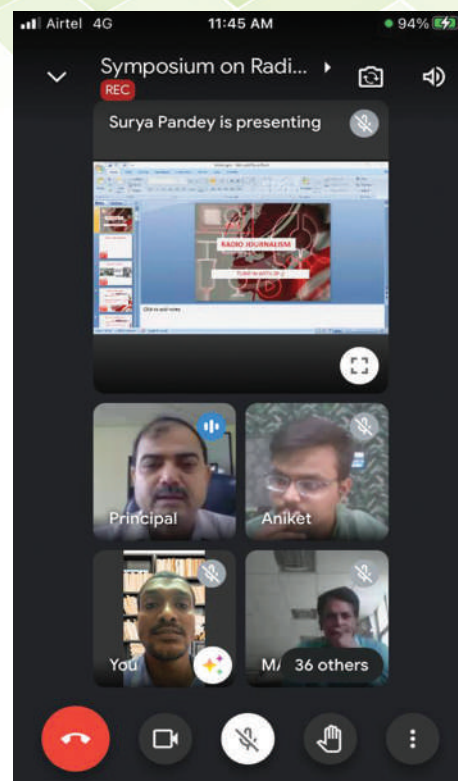 Airtel 4G 11:45 AM 94%
Symposium on Radi...
REC
Surya Pandey is presenting
RADIO JOURNALISM
Click to add notes
Principal
Aniket
You
M/ 36 others